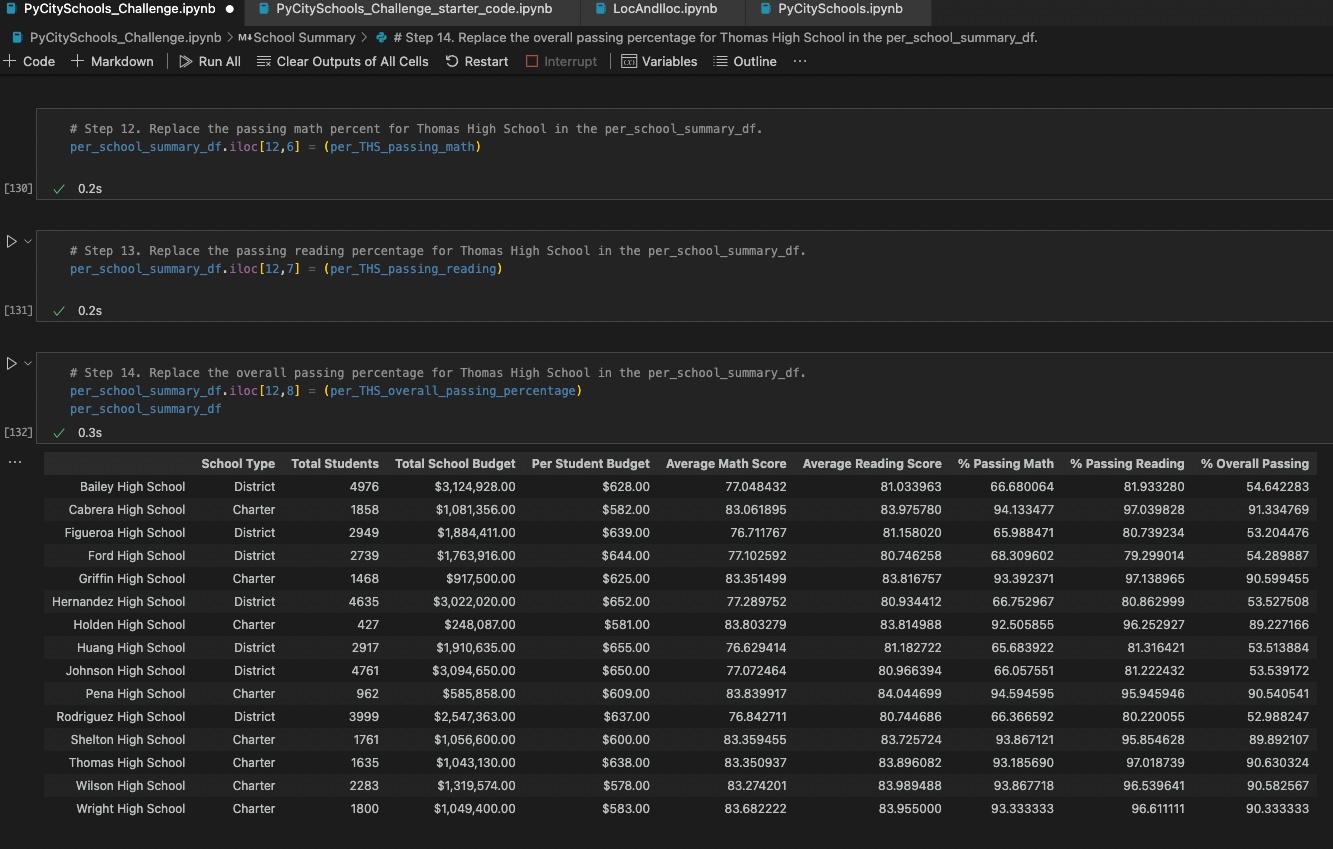 PyCitySchools_Challenge.ipynb ● PyCitySchools_Challenge_starter_code.ipynb LocAndIloc.ipynb PyCitySchools.ipynb
PyCitySchools_Challenge.ipynb > M↓School Summary > # Step 14. Replace the overall passing percentage for Thomas High School in the per_school_summary_df.
+ Code + Markdown Run All Clear Outputs of All Cells Restart Interrupt Variables Outline ...
# Step 12. Replace the passing math percent for Thomas High School in the per_school_summary_df.
per_school_summary_df.iloc[12,6] = (per_THS_passing_math)
[130] ✓ 0.2s
# Step 13. Replace the passing reading percentage for Thomas High School in the per_school_summary_df.
per_school_summary_df.iloc[12,7] = (per_THS_passing_reading)
[131] ✓ 0.2s
# Step 14. Replace the overall passing percentage for Thomas High School in the per_school_summary_df.
per_school_summary_df.iloc[12,8] = (per_THS_overall_passing_percentage)
per_school_summary_df
[132] ✓ 0.3s
... School Type Total Students Total School Budget Per Student Budget Average Math Score Average Reading Score % Passing Math % Passing Reading % Overall Passing
Bailey High School District 4976 $3,124,928.00 $628.00 77.048432 81.033963 66.680064 81.933280 54.642283
Cabrera High School Charter 1858 $1,081,356.00 $582.00 83.061895 83.975780 94.133477 97.039828 91.334769
Figueroa High School District 2949 $1,884,411.00 $639.00 76.711767 81.158020 65.988471 80.739234 53.204476
Ford High School District 2739 $1,763,916.00 $644.00 77.102592 80.746258 68.309602 79.299014 54.289887
Griffin High School Charter 1468 $917,500.00 $625.00 83.351499 83.816757 93.392371 97.138965 90.599455
Hernandez High School District 4635 $3,022,020.00 $652.00 77.289752 80.934412 66.752967 80.862999 53.527508
Holden High School Charter 427 $248,087.00 $581.00 83.803279 83.814988 92.505855 96.252927 89.227166
Huang High School District 2917 $1,910,635.00 $655.00 76.629414 81.182722 65.683922 81.316421 53.513884
Johnson High School District 4761 $3,094,650.00 $650.00 77.072464 80.966394 66.057551 81.222432 53.539172
Pena High School Charter 962 $585,858.00 $609.00 83.839917 84.044699 94.594595 95.945946 90.540541
Rodriguez High School District 3999 $2,547,363.00 $637.00 76.842711 80.744686 66.366592 80.220055 52.988247
Shelton High School Charter 1761 $1,056,600.00 $600.00 83.359455 83.725724 93.867121 95.854628 89.892107
Thomas High School Charter 1635 $1,043,130.00 $638.00 83.350937 83.896082 93.185690 97.018739 90.630324
Wilson High School Charter 2283 $1,319,574.00 $578.00 83.274201 83.989488 93.867718 96.539641 90.582567
Wright High School Charter 1800 $1,049,400.00 $583.00 83.682222 83.955000 93.333333 96.611111 90.333333